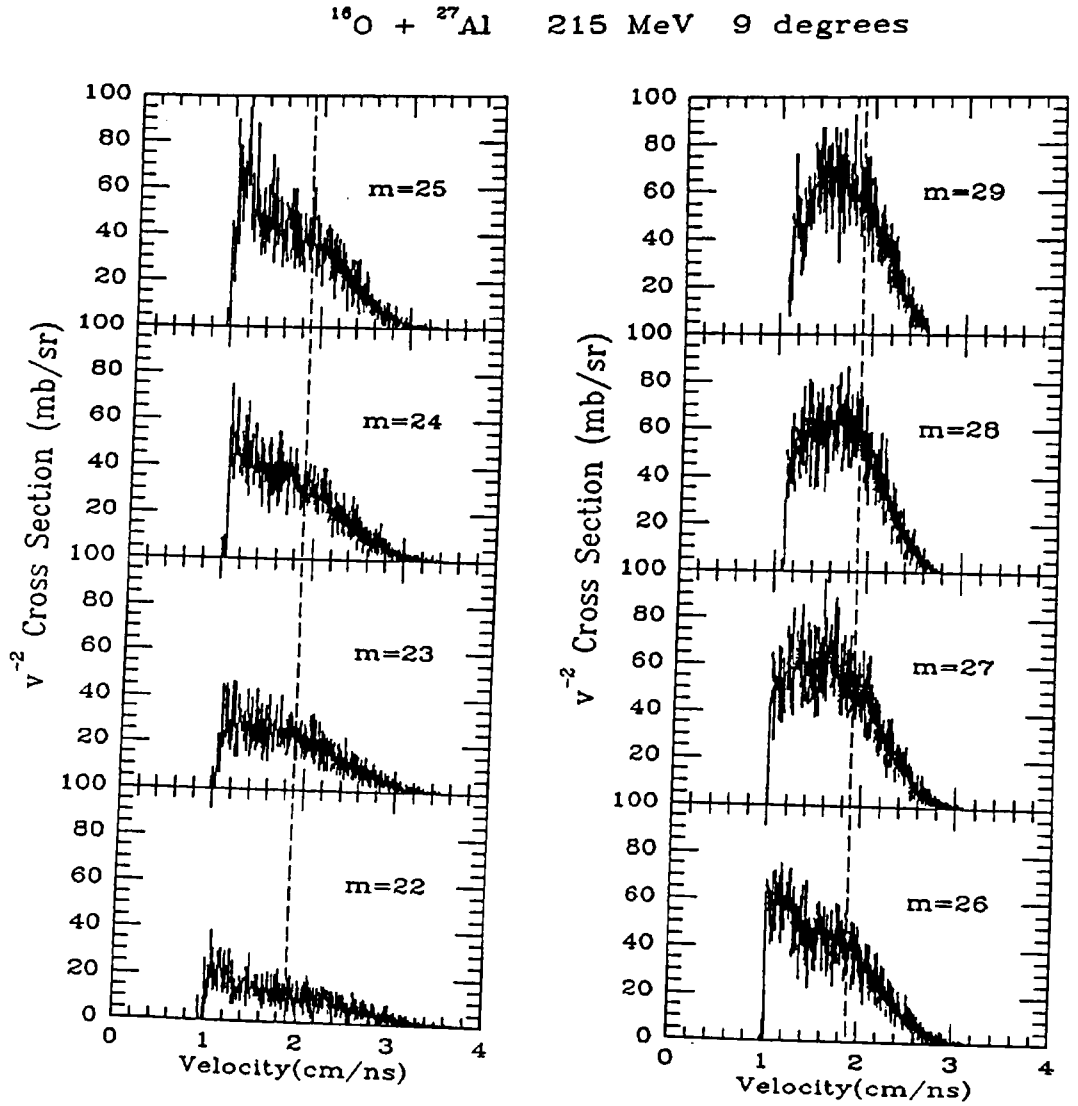 ¹⁶O + ²⁷Al 215 MeV 9 degrees
v⁻² Cross Section (mb/sr)
100
80
60
40
20
m=25
100
80
60
40
20
m=24
100
80
60
40
20
m=23
100
80
60
40
20
0
m=22
0 1 2 3 4
Velocity(cm/ns)
v⁻² Cross Section (mb/sr)
100
80
60
40
20
m=29
100
80
60
40
20
m=28
100
80
60
40
20
m=27
100
80
60
40
20
0
m=26
0 1 2 3 4
Velocity(cm/ns)